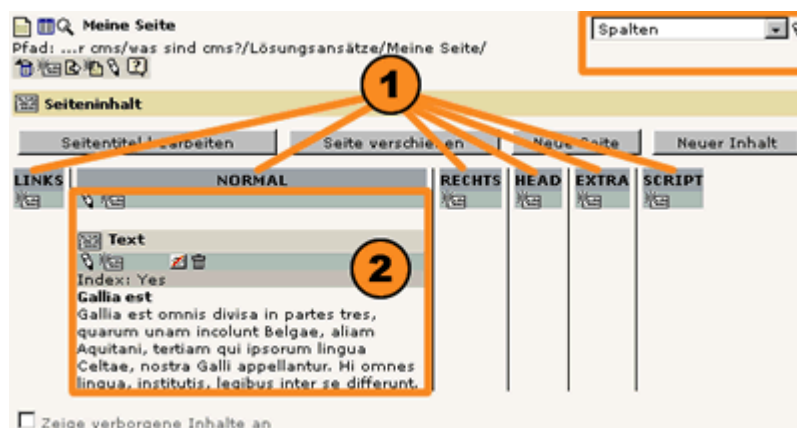 Meine Seite
Spalten
Pfad: ...r cms/was sind cms?/Lösungsansätze/Meine Seite/
1
Seiteninhalt
Seitentitel bearbeiten Seite verschieben Neue Seite Neuer Inhalt
LINKS NORMAL RECHTS HEAD EXTRA SCRIPT
Text
2
Index: Yes
Gallia est
Gallia est omnis divisa in partes tres,
quarum unam incolunt Belgae, aliam
Aquitani, tertiam qui ipsorum lingua
Celtae, nostra Galli appellantur. Hi omnes
lingua, institutis, legibus inter se differunt.
Zeige verborgene Inhalte an